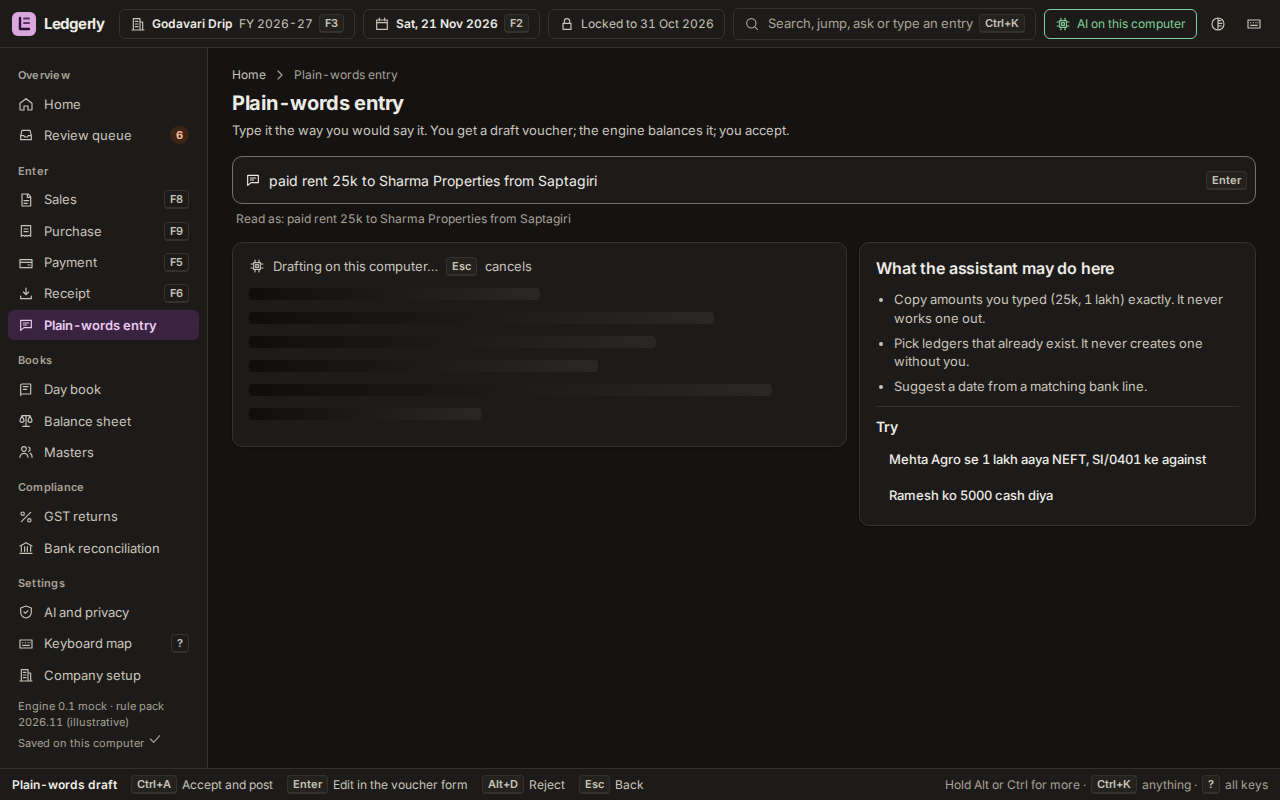 Ledgerly
Godavari Drip FY 2026-27 F3
Sat, 21 Nov 2026 F2
Locked to 31 Oct 2026
Search, jump, ask or type an entry Ctrl+K
AI on this computer
Overview
Home
Review queue 6
Enter
Sales F8
Purchase F9
Payment F5
Receipt F6
Plain-words entry
Books
Day book
Balance sheet
Masters
Compliance
GST returns
Bank reconciliation
Settings
AI and privacy
Keyboard map ?
Company setup
Engine 0.1 mock · rule pack
2026.11 (illustrative)
Saved on this computer
Home > Plain-words entry
Plain-words entry
Type it the way you would say it. You get a draft voucher; the engine balances it; you accept.
paid rent 25k to Sharma Properties from Saptagiri Enter
Read as: paid rent 25k to Sharma Properties from Saptagiri
Drafting on this computer... Esc cancels
What the assistant may do here
• Copy amounts you typed (25k, 1 lakh) exactly. It never
works one out.
• Pick ledgers that already exist. It never creates one
without you.
• Suggest a date from a matching bank line.
Try
Mehta Agro se 1 lakh aaya NEFT, SI/0401 ke against
Ramesh ko 5000 cash diya
Plain-words draft Ctrl+A Accept and post Enter Edit in the voucher form Alt+D Reject Esc Back
Hold Alt or Ctrl for more · Ctrl+K anything · ? all keys